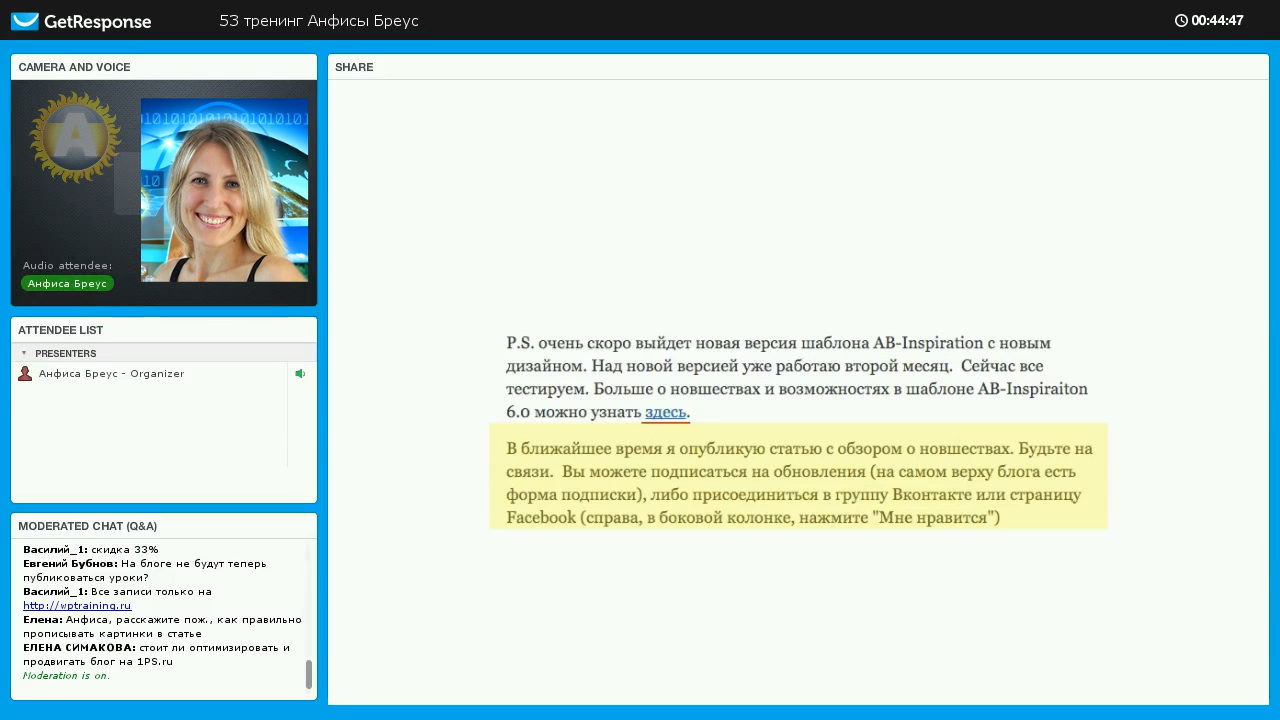 GetResponse
53 тренинг Анфисы Бреус
00:44:47
CAMERA AND VOICE
A
Audio attendee:
Анфиса Бреус
ATTENDEE LIST
PRESENTERS
Анфиса Бреус - Organizer
MODERATED CHAT (Q&A)
Василий_1: скидка 33%
Евгений Бубнов: На блоге не будут теперь
публиковаться уроки?
Василий_1: Все записи только на
http://wptraining.ru
Елена: Анфиса, расскажите пож., как правильно
прописывать картинки в статье
ЕЛЕНА СИМАКОВА: стоит ли оптимизировать и
продвигать блог на 1PS.ru
Moderation is on.
SHARE
P.S. очень скоро выйдет новая версия шаблона AB-Inspiration с новым
дизайном. Над новой версией уже работаю второй месяц. Сейчас все
тестируем. Больше о новшествах и возможностях в шаблоне AB-Inspiraiton
6.0 можно узнать здесь.
В ближайшее время я опубликую статью с обзором о новшествах. Будьте на
связи. Вы можете подписаться на обновления (на самом верху блога есть
форма подписки), либо присоединиться в группу Вконтакте или страницу
Facebook (справа, в боковой колонке, нажмите "Мне нравится")